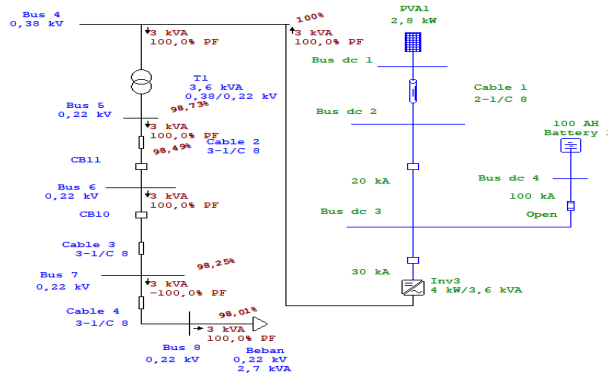 Bus 4
0,38 kV
3 kVA
100,0% PF
100%
3 kVA
100,0% PF
T1
3,6 kVA
0,38/0,22 kV
Bus 5
0,22 kV
98,73%
3 kVA
100,0% PF
98,49%
Cable 2
3-1/C 8
CB11
Bus 6
0,22 kV
3 kVA
100,0% PF
CB10
Cable 3
3-1/C 8
98,25%
Bus 7
0,22 kV
3 kVA
-100,0% PF
Cable 4
3-1/C 8
98,01%
3 kVA
100,0% PF
Bus 8
0,22 kV
Beban
0,22 kV
2,7 kVA
PVA1
2,8 kW
Bus dc 1
Cable 1
2-1/C 8
Bus dc 2
100 AH
Battery
20 kA
Bus dc 4
100 kA
Open
Bus dc 3
30 kA
Inv3
4 kW/3,6 kVA